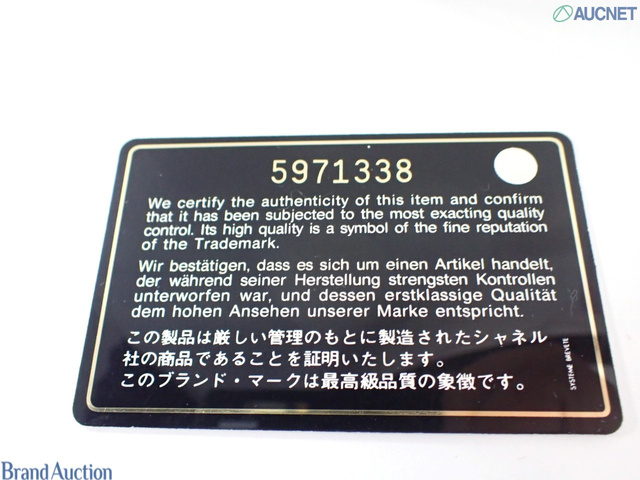 AUCNET
5971338
We certify the authenticity of this item and confirm
that it has been subjected to the most exacting quality
control. Its high quality is a symbol of the fine reputation
of the Trademark.
Wir bestätigen, dass es sich um einen Artikel handelt,
der während seiner Herstellung strengsten Kontrollen
unterworfen war, und dessen erstklassige Qualität
dem hohen Ansehen unserer Marke entspricht.
この製品は厳しい管理のもとに製造されたシャネル
社の商品であることを証明いたします。
このブランド・マークは最高級品質の象徴です。
SYSTEME BREVETE
Brand Auction